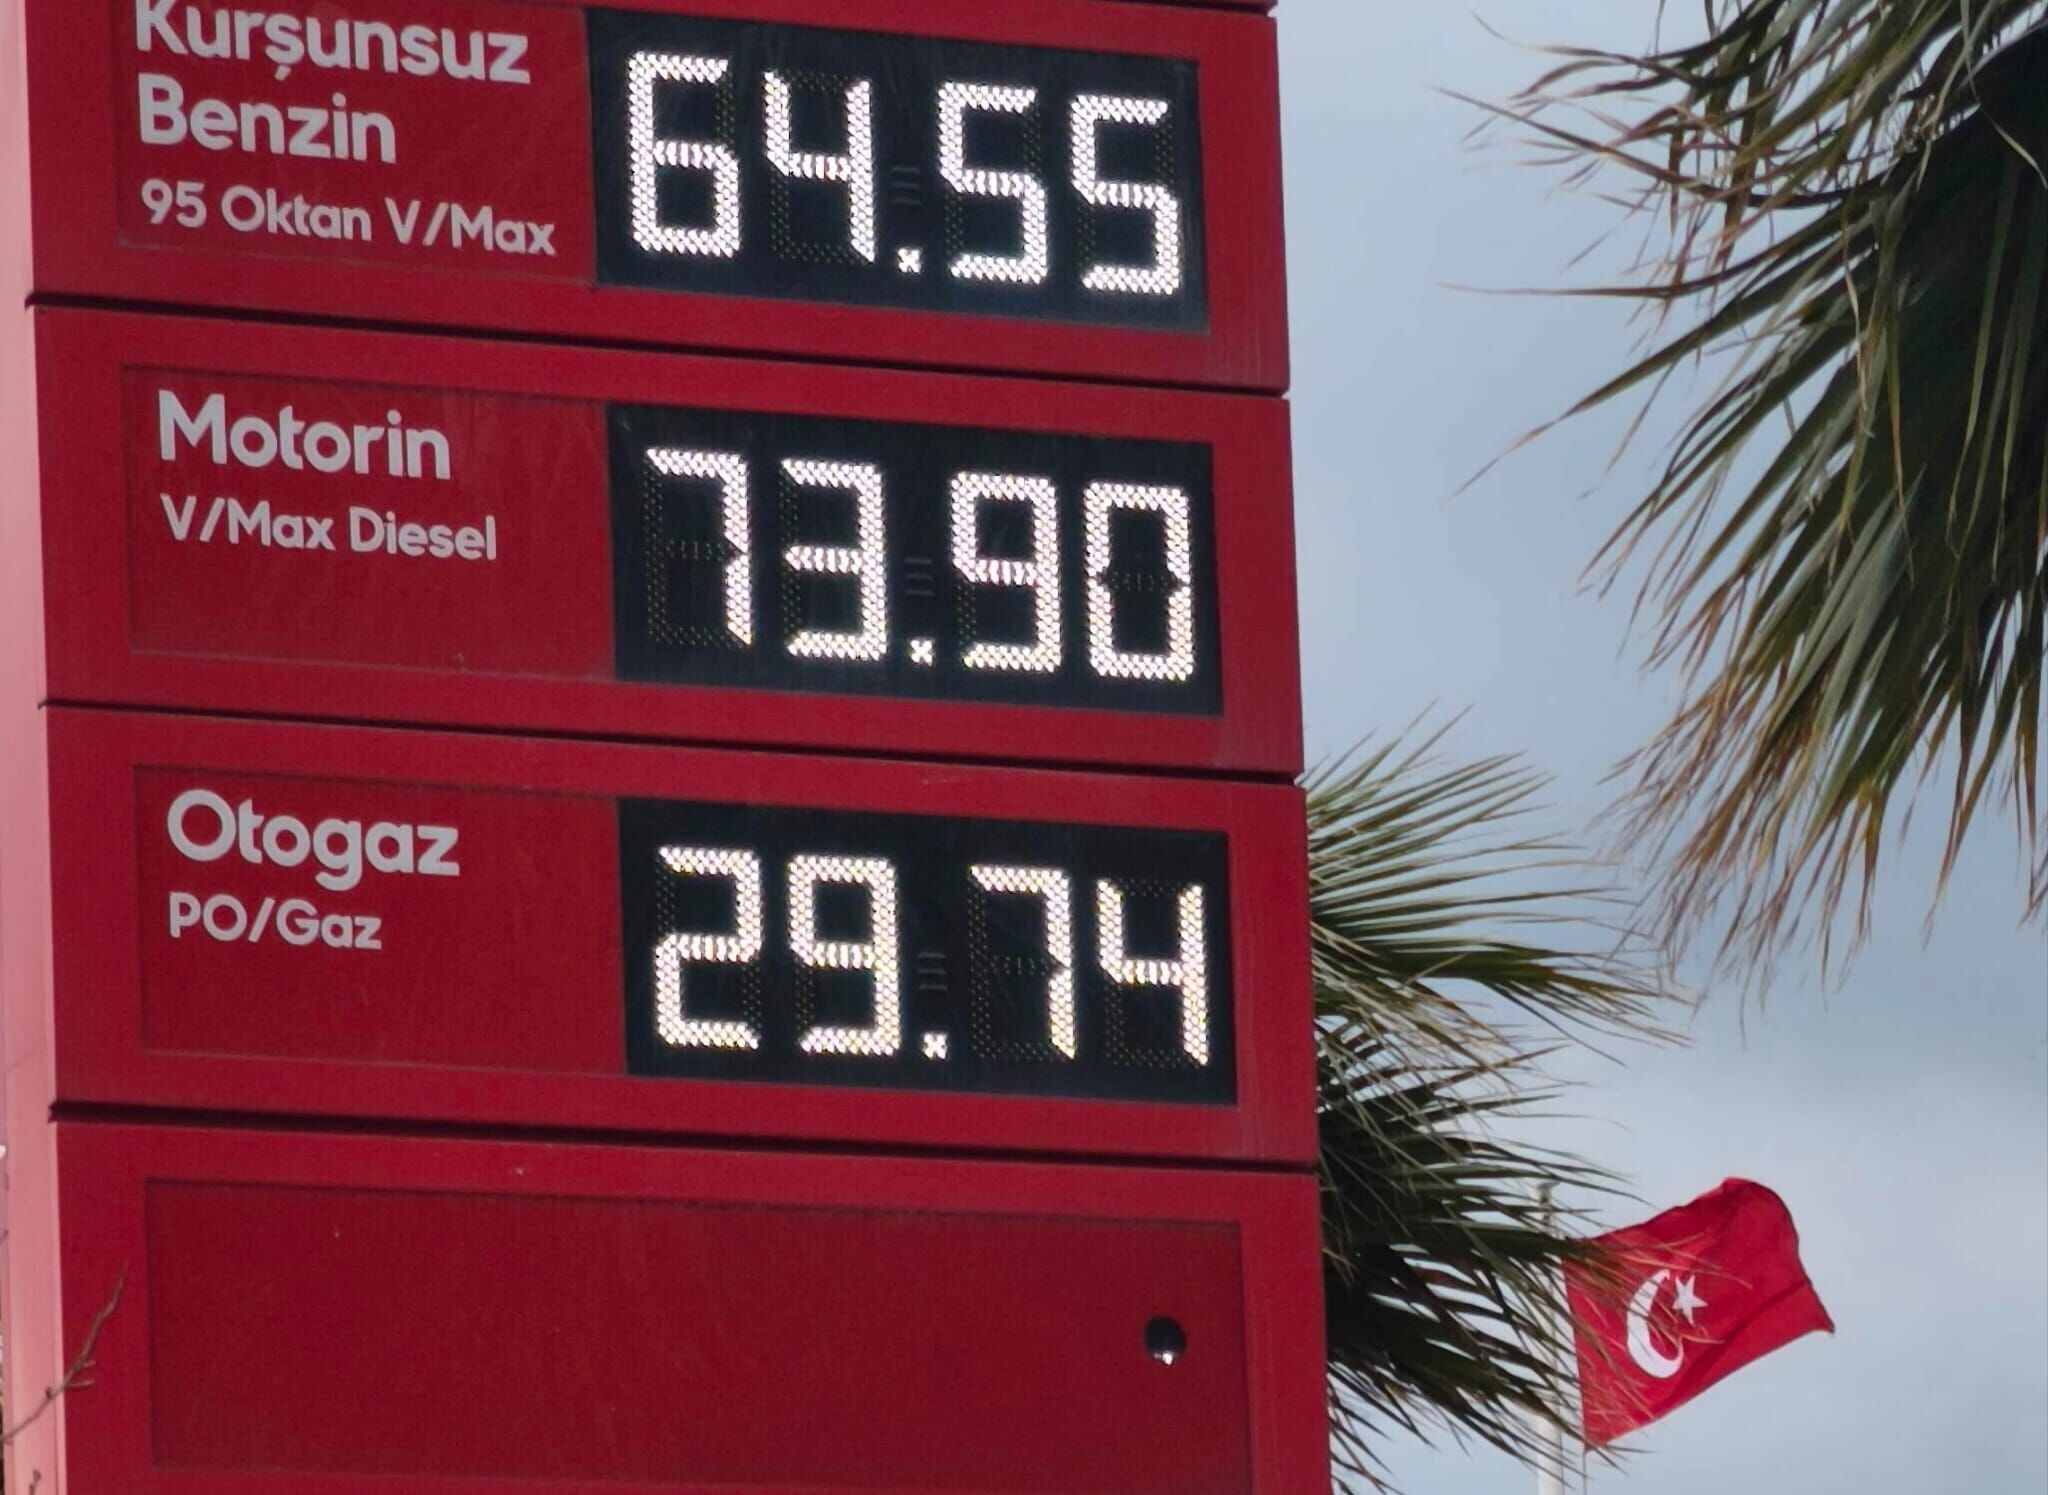 Kurşunsuz
Benzin
95 Oktan V/Max
64.55
Motorin
V/Max Diesel
73.90
Otogaz
PO/Gaz
29.74